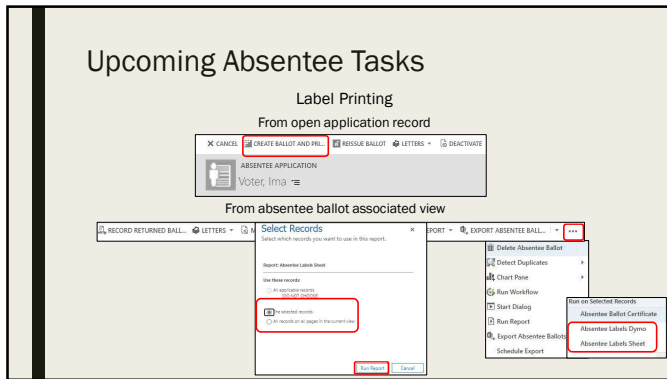 Upcoming Absentee Tasks
Label Printing
From open application record
CANCEL CREATE BALLOT AND PRI... REISSUE BALLOT LETTERS DEACTIVATE
ABSENTEE APPLICATION
Voter, Ima
From absentee ballot associated view
RECORD RETURNED BALL... LETTERS M
Select Records
Select which records you want to use in this report.
Report: Absentee Labels Sheet
Use these records:
All applicable records
(DO NOT CHOOSE)
The selected records
All records on all pages in the current view
Run Report Cancel
EPORT EXPORT ABSENTEE BALL... ...
Delete Absentee Ballot
Detect Duplicates
Chart Pane
Run Workflow
Start Dialog
Run Report
Export Absentee Ballots
Schedule Export
Run on Selected Records
Absentee Ballot Certificate
Absentee Labels Dymo
Absentee Labels Sheet